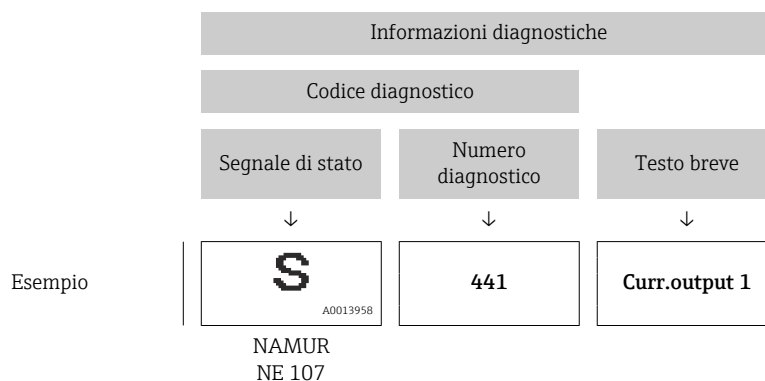 Informazioni diagnostiche
Codice diagnostico
Segnale di stato
Numero
diagnostico
Testo breve
↓ ↓ ↓
Esempio
S
A0013958
441
Curr.output 1
NAMUR
NE 107